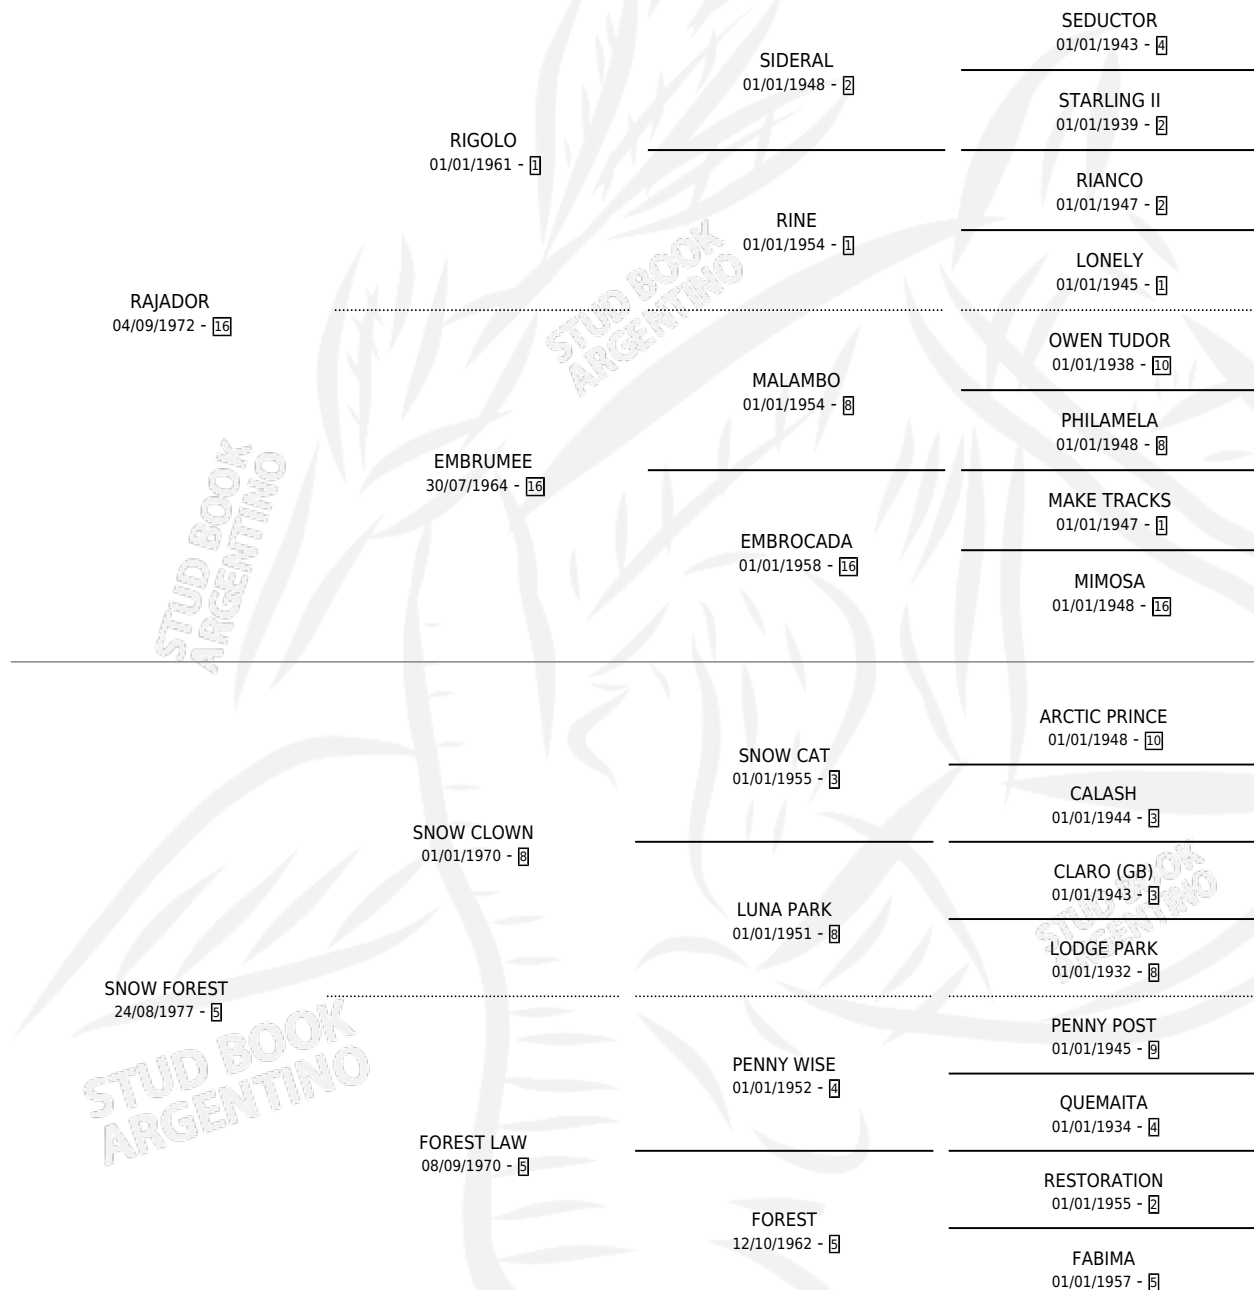 SEDUCTOR
01/01/1943 - 4
SIDERAL
01/01/1948 - 2
STARLING II
01/01/1939 - 2
RIGOLO
01/01/1961 - 1
RIANCO
01/01/1947 - 2
RINE
01/01/1954 - 1
LONELY
01/01/1945 - 1
RAJADOR
04/09/1972 - 16
OWEN TUDOR
01/01/1938 - 10
MALAMBO
01/01/1954 - 8
PHILAMELA
01/01/1948 - 8
EMBRUMEE
30/07/1964 - 16
MAKE TRACKS
01/01/1947 - 1
EMBROCADA
01/01/1958 - 16
MIMOSA
01/01/1948 - 16
ARCTIC PRINCE
01/01/1948 - 10
SNOW CAT
01/01/1955 - 3
CALASH
01/01/1944 - 3
SNOW CLOWN
01/01/1970 - 8
CLARO (GB)
01/01/1943 - 3
LUNA PARK
01/01/1951 - 8
LODGE PARK
01/01/1932 - 8
SNOW FOREST
24/08/1977 - 5
PENNY POST
01/01/1945 - 9
PENNY WISE
01/01/1952 - 4
QUEMAITA
01/01/1934 - 4
FOREST LAW
08/09/1970 - 5
RESTORATION
01/01/1955 - 2
FOREST
12/10/1962 - 5
FABIMA
01/01/1957 - 5
STUD BOOK
ARGENTINO
STUD BOOK
ARGENTINO
STUD BOOK
ARGENTINO
STUD BOOK
ARGENTINO